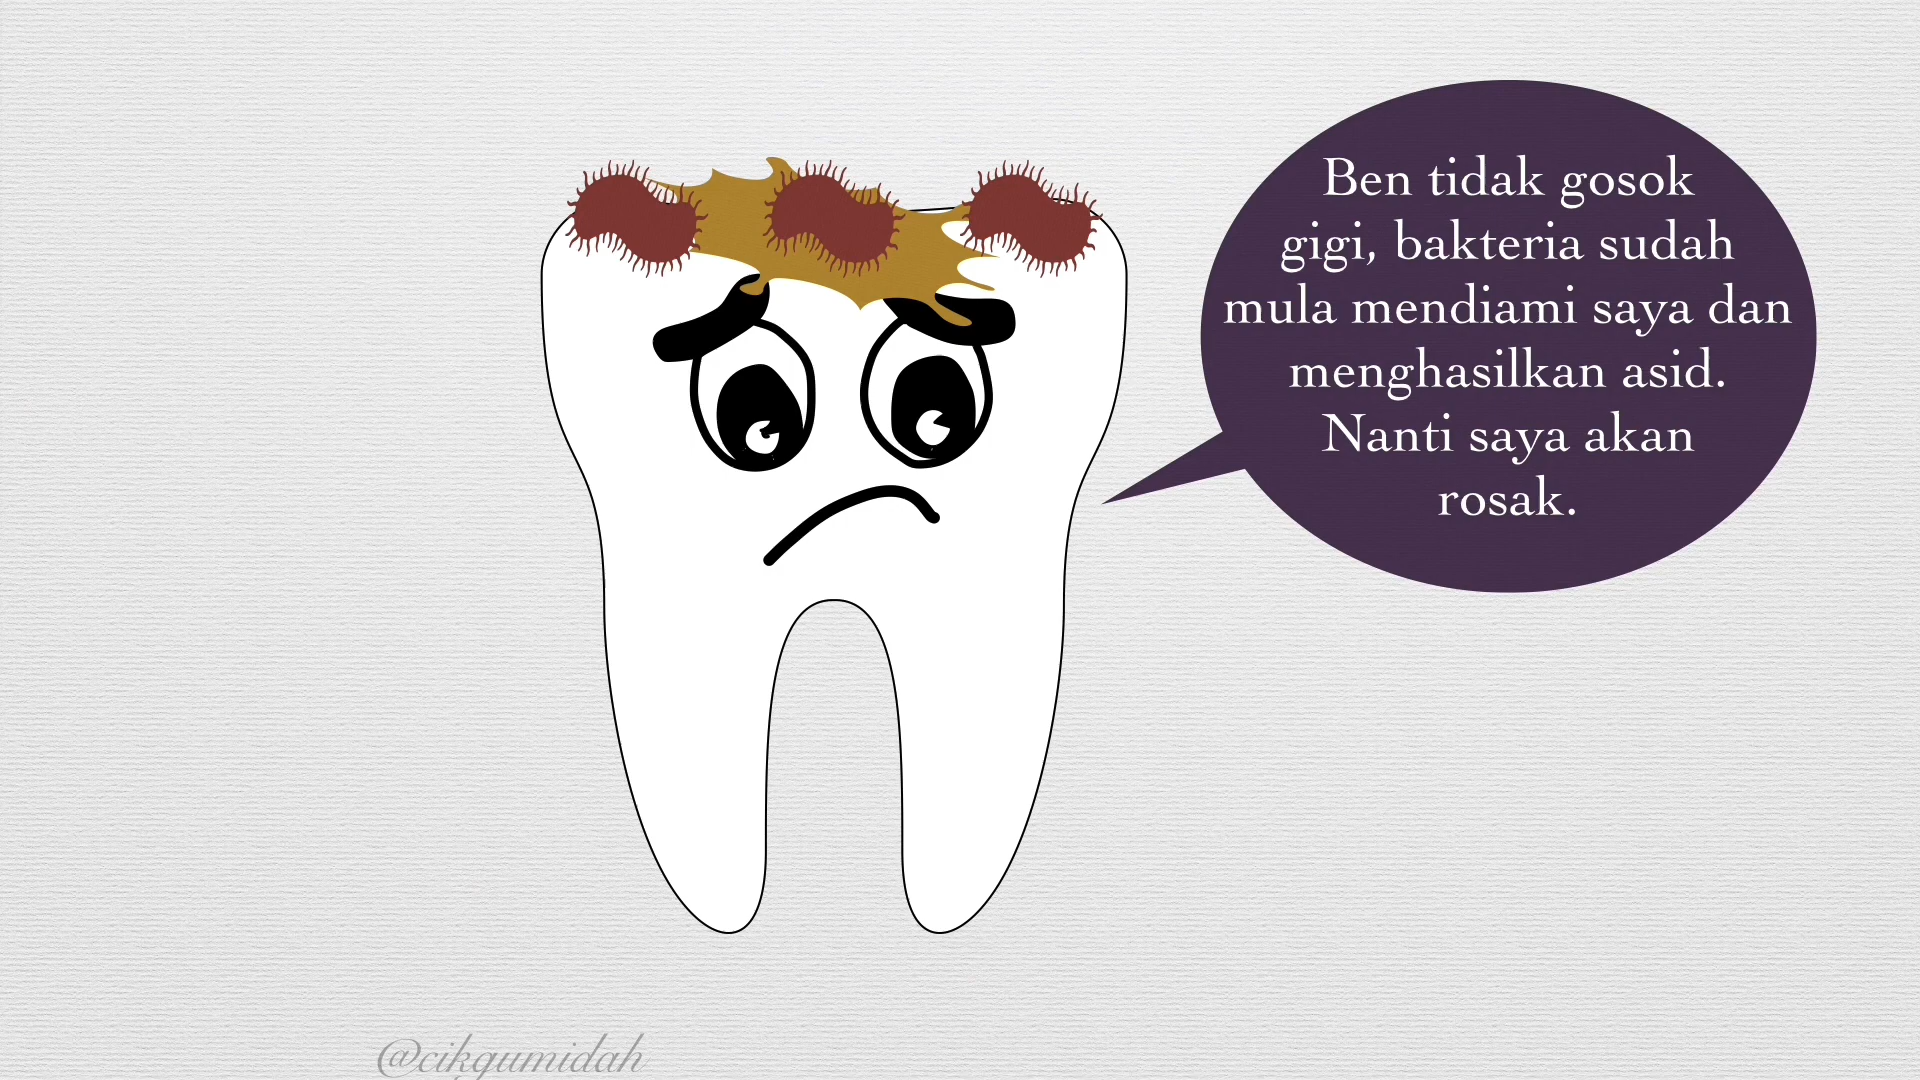 Ben tidak gosok
gigi, bakteria sudah
mula mendiami saya dan
menghasilkan asid.
Nanti saya akan
rosak.
@cikgumidah